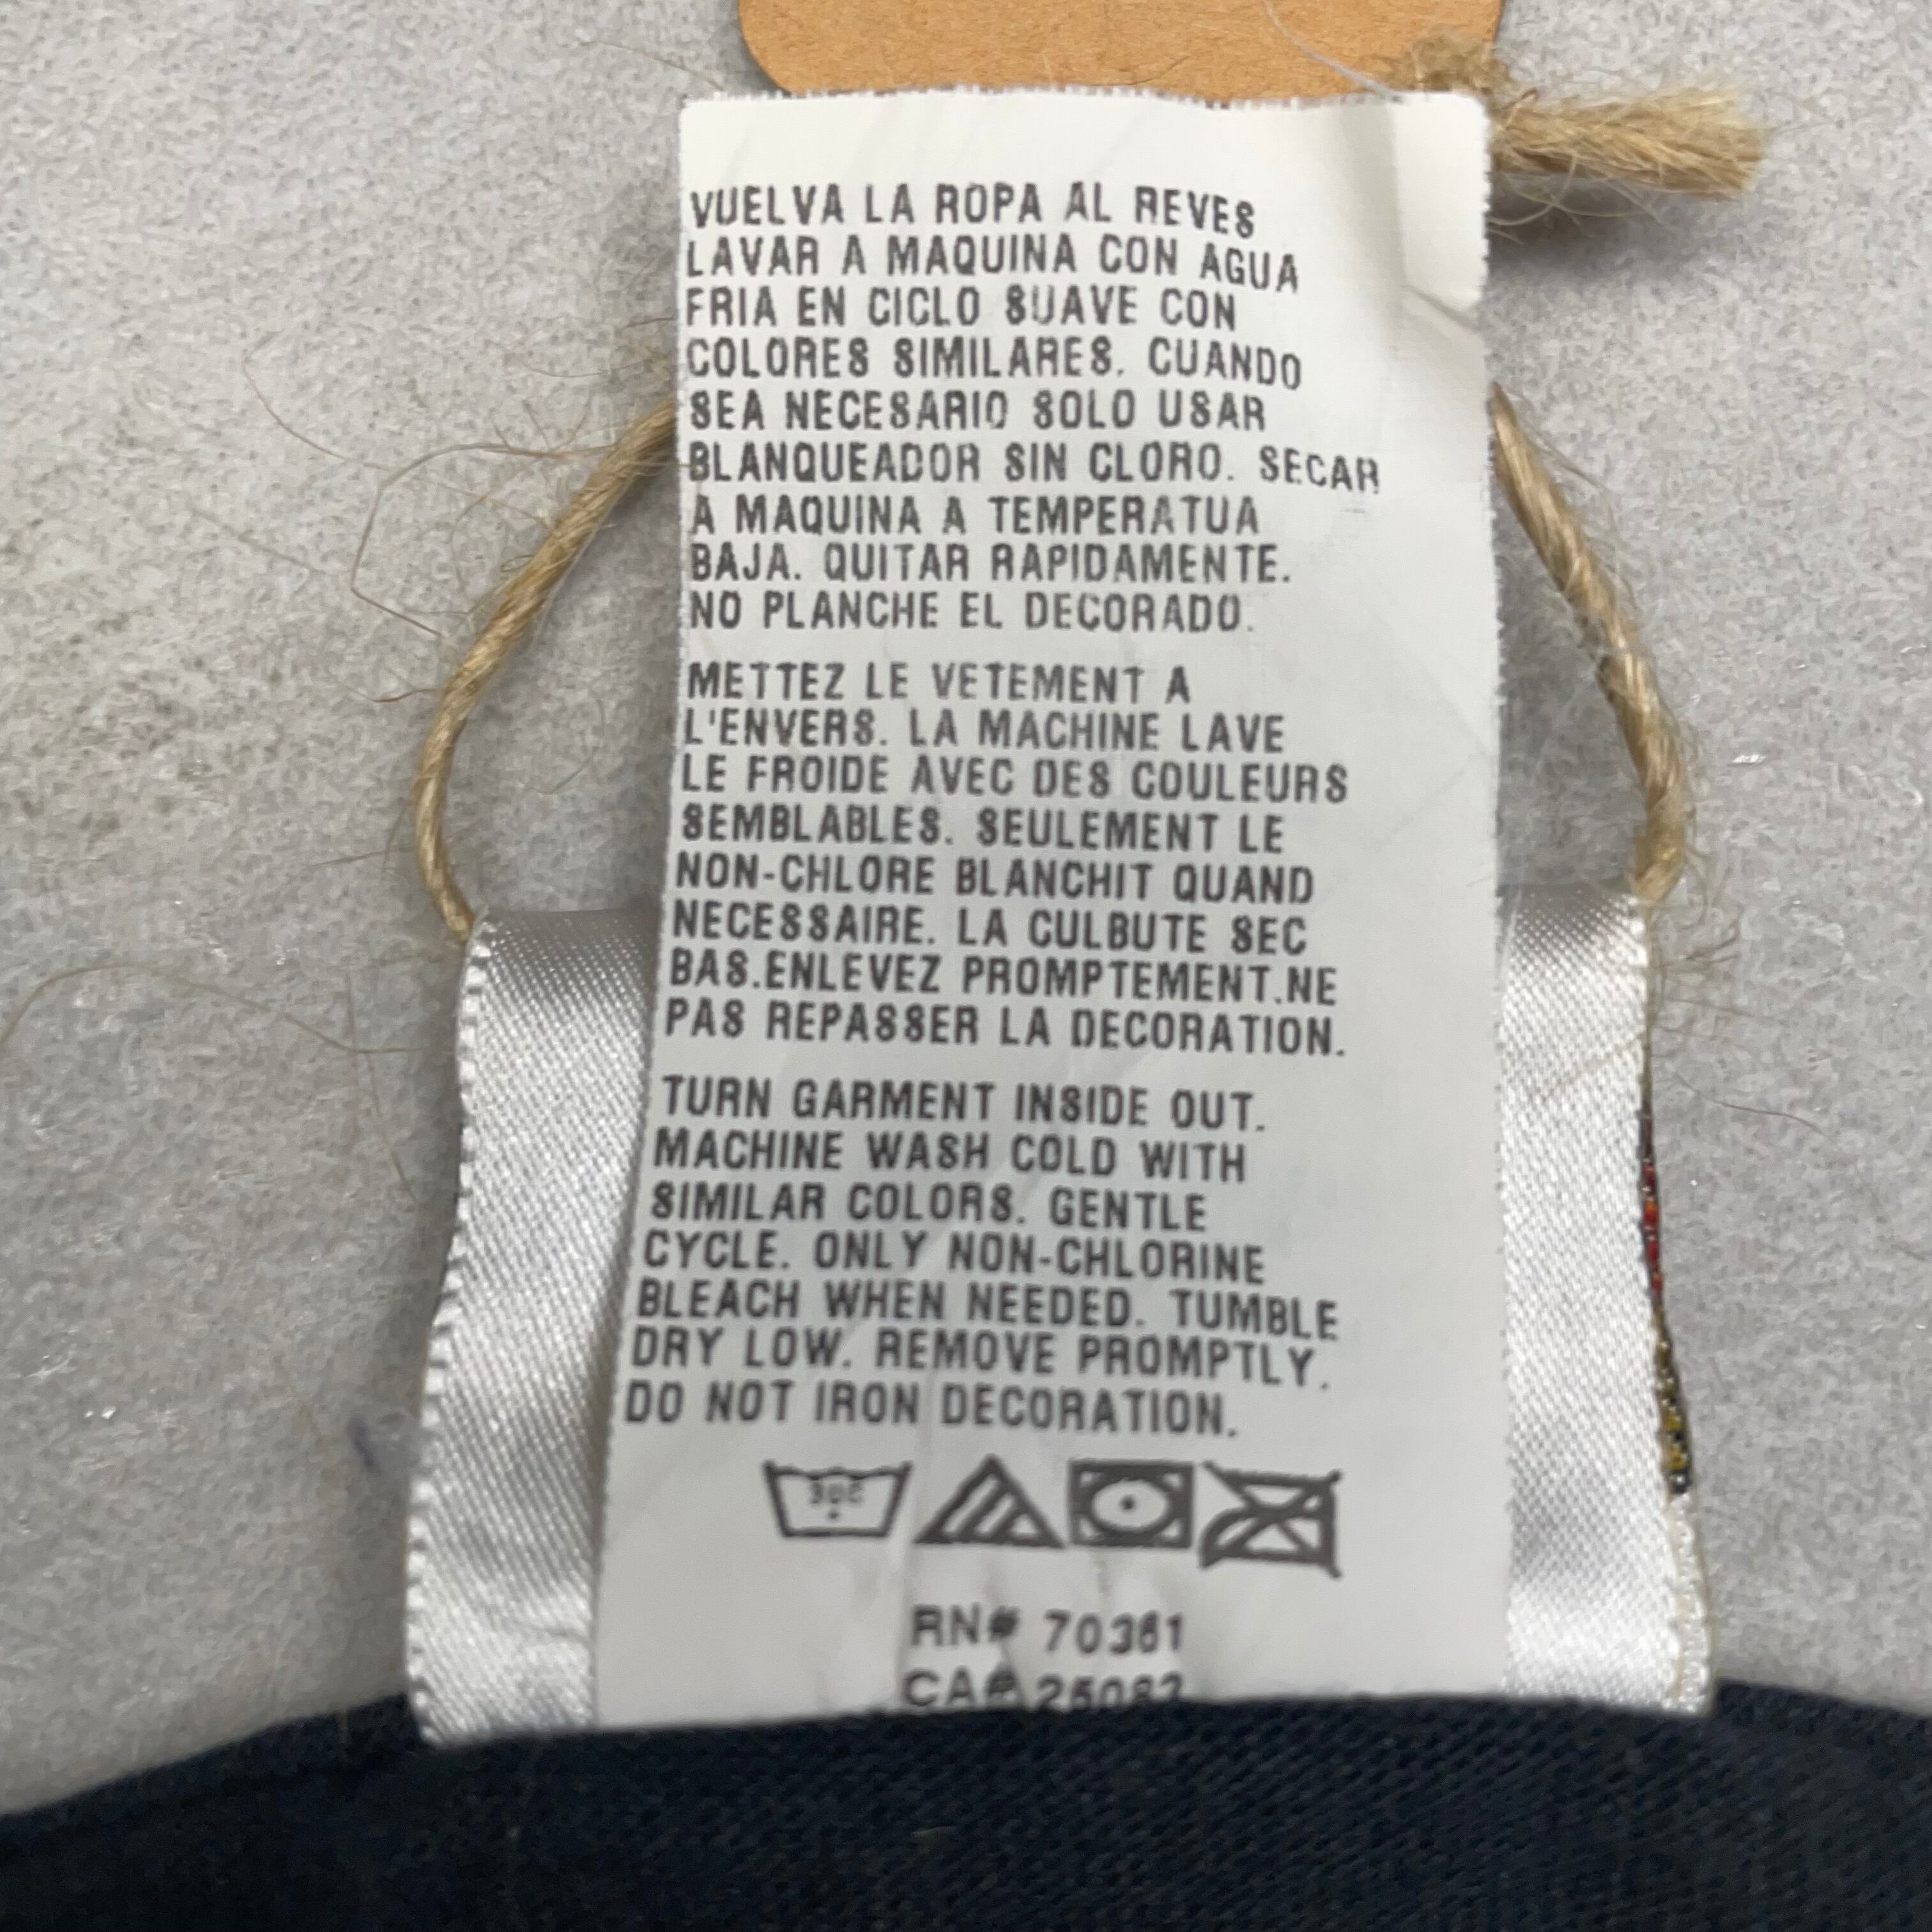 VUELVA LA ROPA AL REVES
LAVAR A MAQUINA CON AGUA
FRIA EN CICLO SUAVE CON
COLORES SIMILARES. CUANDO
SEA NECESARIO SOLO USAR
BLANQUEADOR SIN CLORO. SECAR
A MAQUINA A TEMPERATUA
BAJA. QUITAR RAPIDAMENTE.
NO PLANCHE EL DECORADO.
METTEZ LE VETEMENT A
L'ENVERS. LA MACHINE LAVE
LE FROIDE AVEC DES COULEURS
SEMBLABLES. SEULEMENT LE
NON-CHLORE BLANCHIT QUAND
NECESSAIRE. LA CULBUTE SEC
BAS.ENLEVEZ PROMPTEMENT.NE
PAS REPASSER LA DECORATION.
TURN GARMENT INSIDE OUT.
MACHINE WASH COLD WITH
SIMILAR COLORS. GENTLE
CYCLE. ONLY NON-CHLORINE
BLEACH WHEN NEEDED. TUMBLE
DRY LOW. REMOVE PROMPTLY.
DO NOT IRON DECORATION.
RN# 70361
CA#